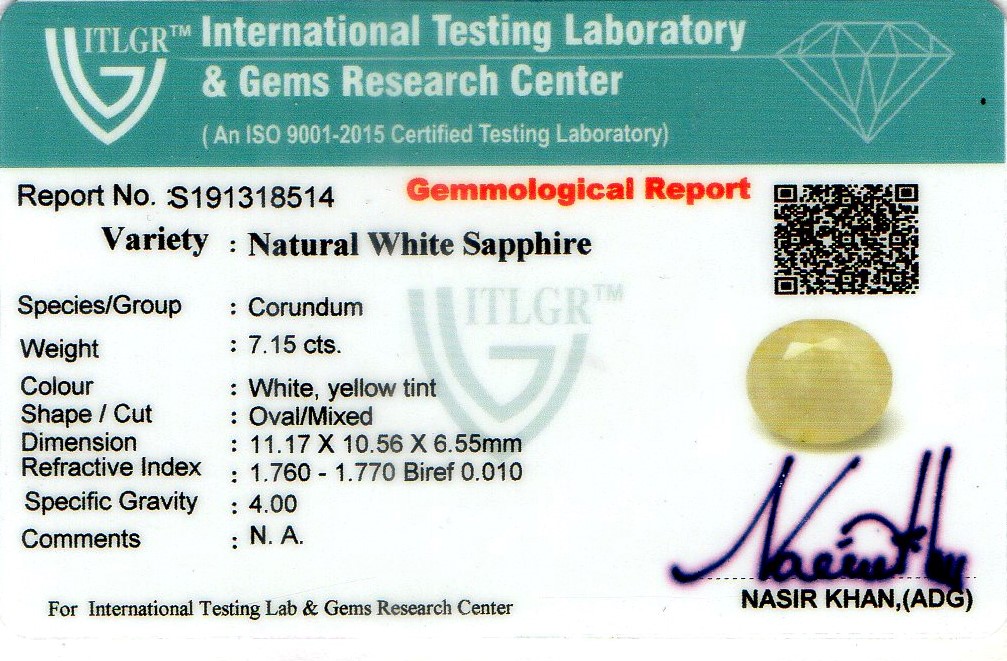 ITLGR™ International Testing Laboratory
& Gems Research Center
( An ISO 9001-2015 Certified Testing Laboratory)
Report No. :S191318514
Gemmological Report
Variety : Natural White Sapphire
ITLGR™
Species/Group : Corundum
Weight : 7.15 cts.
Colour : White, yellow tint
Shape / Cut : Oval/Mixed
Dimension : 11.17 X 10.56 X 6.55mm
Refractive Index : 1.760 - 1.770 Biref 0.010
Specific Gravity : 4.00
Comments : N. A.
NASIR KHAN,(ADG)
For International Testing Lab & Gems Research Center